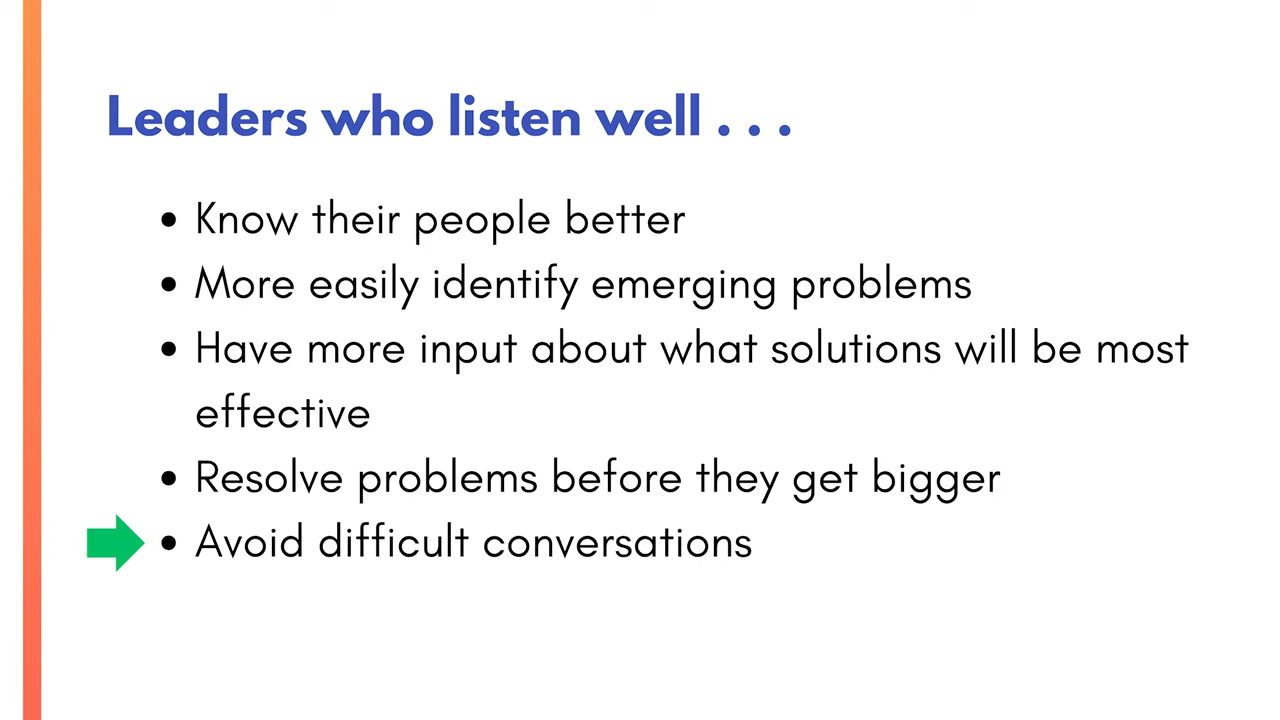 Leaders who listen well . . .
• Know their people better
• More easily identify emerging problems
• Have more input about what solutions will be most
effective
• Resolve problems before they get bigger
• Avoid difficult conversations